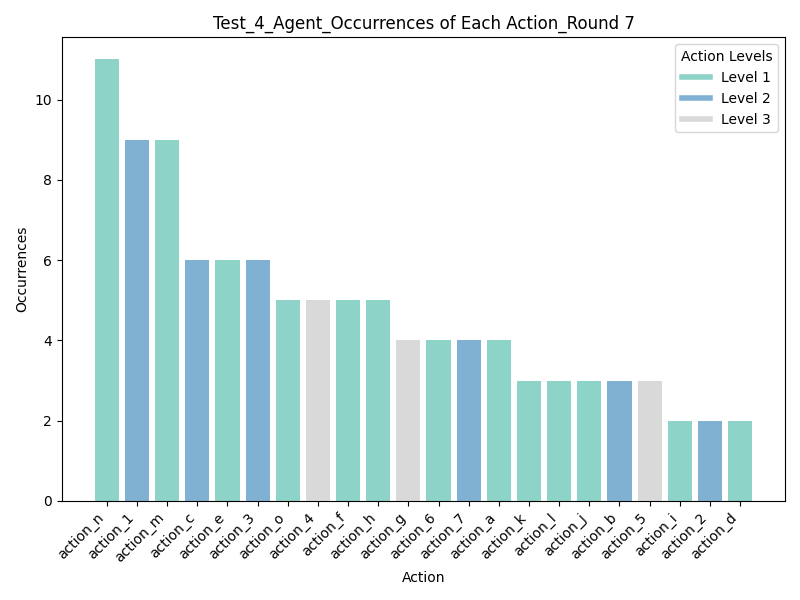 Test_4_Agent_Occurrences of Each Action_Round 7
Action Levels
Level 1
Level 2
Level 3
Occurrences
10
8
6
4
2
0
action_n
action_1
action_m
action_c
action_e
action_3
action_o
action_4
action_f
action_h
action_g
action_6
action_7
action_a
action_k
action_l
action_j
action_b
action_5
action_i
action_2
action_d
Action